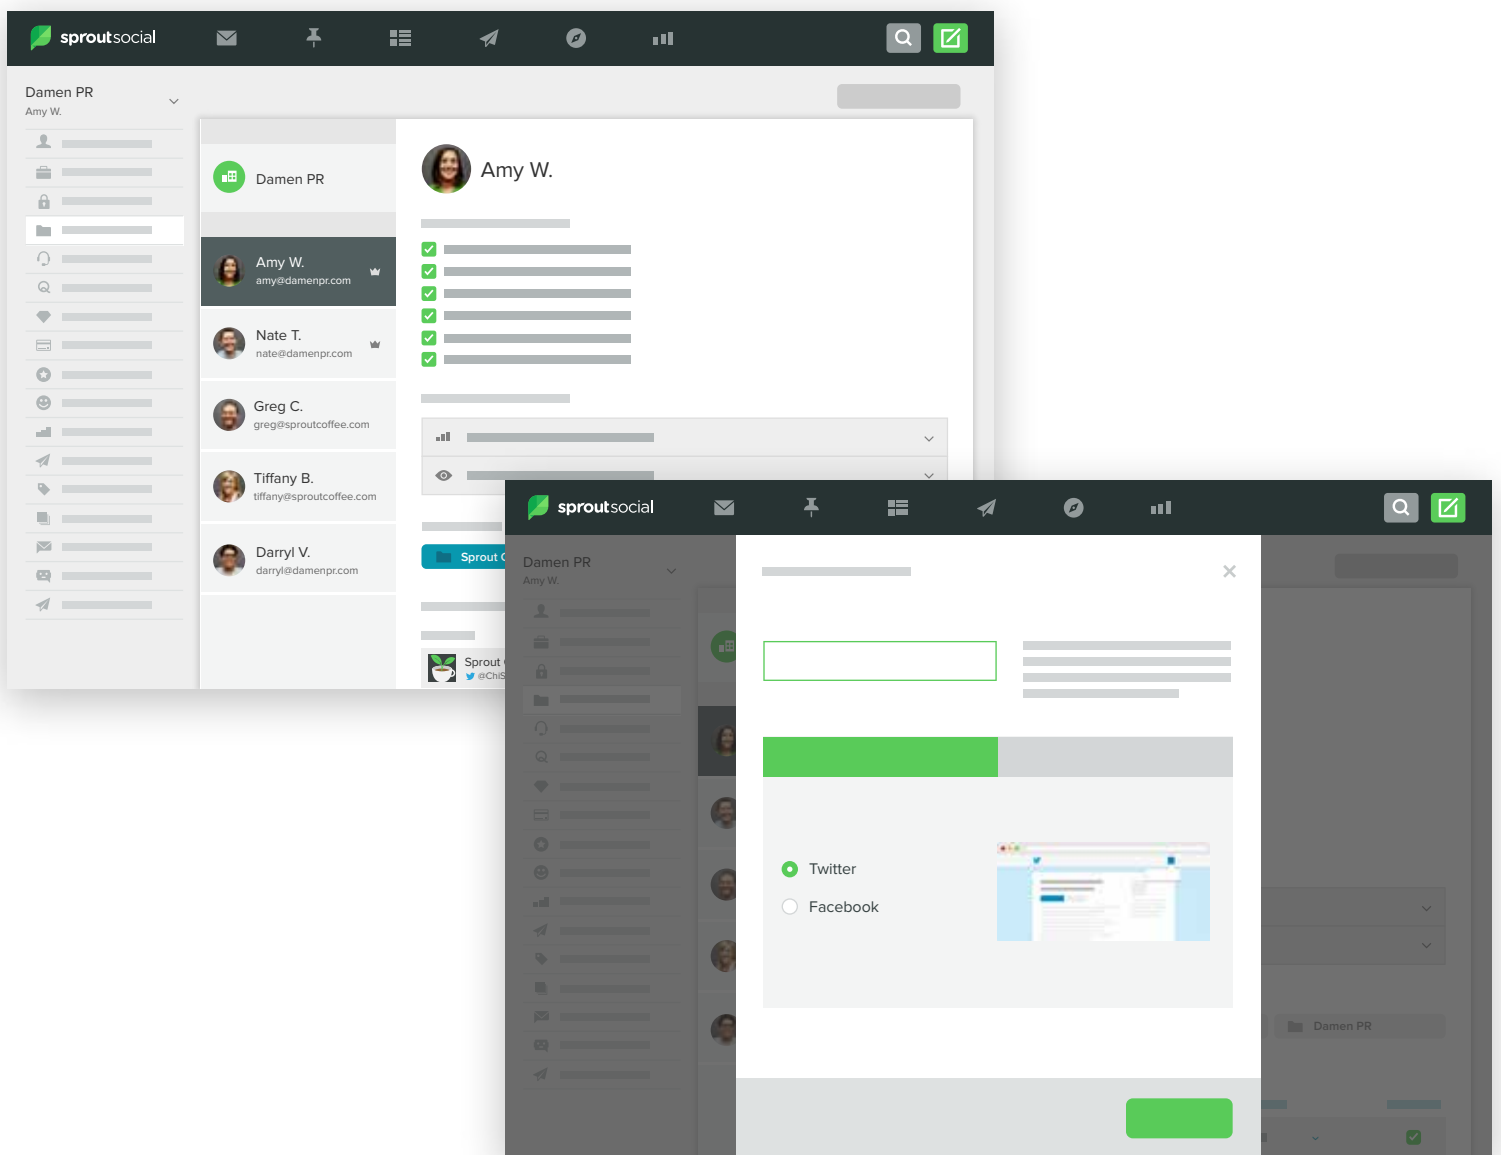 sproutsocial
Damen PR
Amy W.
Damen PR
Amy W.
amy@damenpr.com
Nate T.
nate@damenpr.com
Greg C.
greg@sproutcoffee.com
Tiffany B.
tiffany@sproutcoffee.com
Darryl V.
darryl@damenpr.com
Amy W.
Sprout
Sprout
sproutsocial
Damen PR
Amy W.
Twitter
Facebook
Damen PR